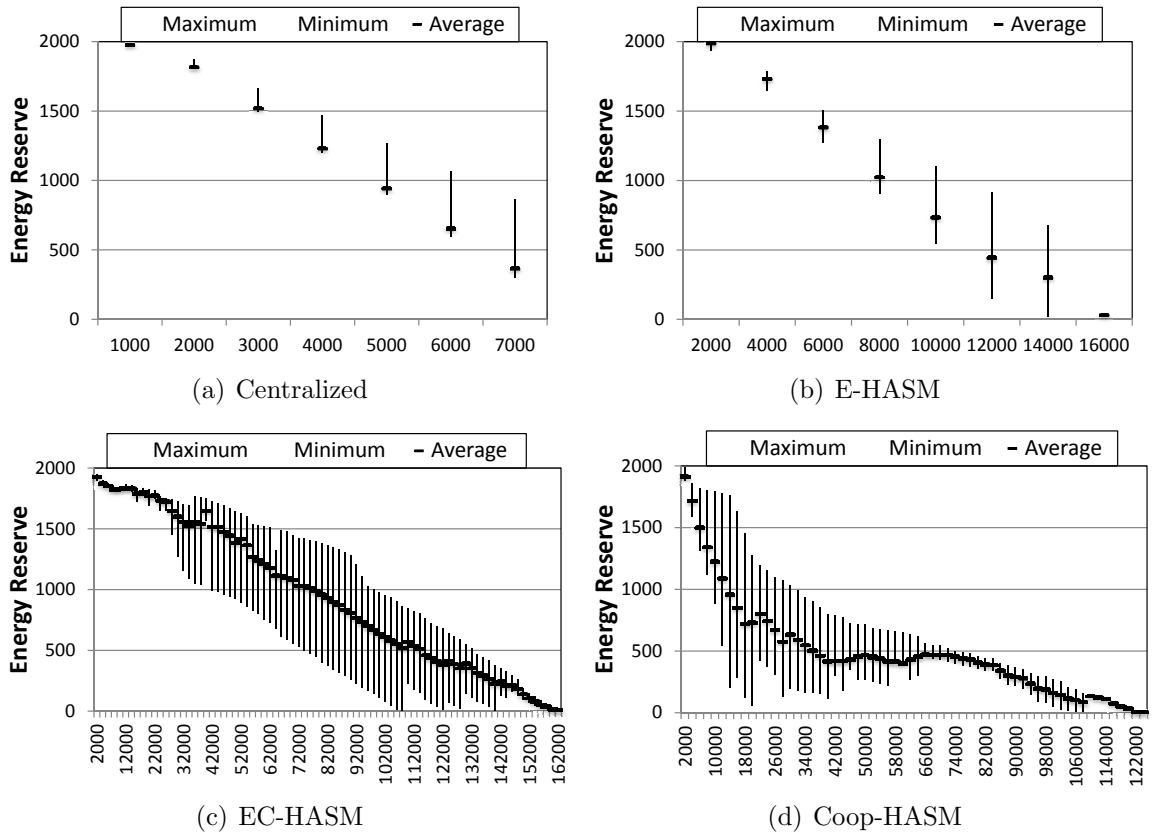 Maximum Minimum Average
Energy Reserve
2000
1500
1000
500
0
1000 2000 3000 4000 5000 6000 7000
(a) Centralized
Maximum Minimum Average
Energy Reserve
2000
1500
1000
500
0
2000 4000 6000 8000 10000 12000 14000 16000
(b) E-HASM
Maximum Minimum Average
Energy Reserve
2000
1500
1000
500
0
2000 12000 22000 32000 42000 52000 62000 72000 82000 92000 102000 112000 122000 132000 142000 152000 162000
(c) EC-HASM
Maximum Minimum Average
Energy Reserve
2000
1500
1000
500
0
2000 10000 18000 26000 34000 42000 50000 58000 66000 74000 82000 90000 98000 106000 114000 122000
(d) Coop-HASM